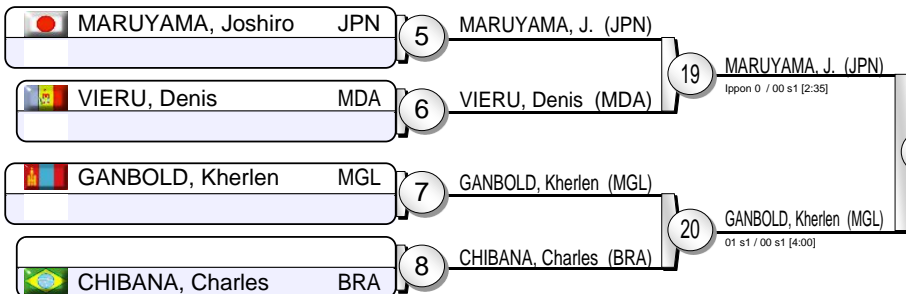 MARUYAMA, Joshiro JPN
5
MARUYAMA, J. (JPN)
19
MARUYAMA, J. (JPN)
Ippon 0 / 00 s1 [2:35]
VIERU, Denis MDA
6
VIERU, Denis (MDA)
GANBOLD, Kherlen MGL
7
GANBOLD, Kherlen (MGL)
20
GANBOLD, Kherlen (MGL)
01 s1 / 00 s1 [4:00]
CHIBANA, Charles BRA
8
CHIBANA, Charles (BRA)